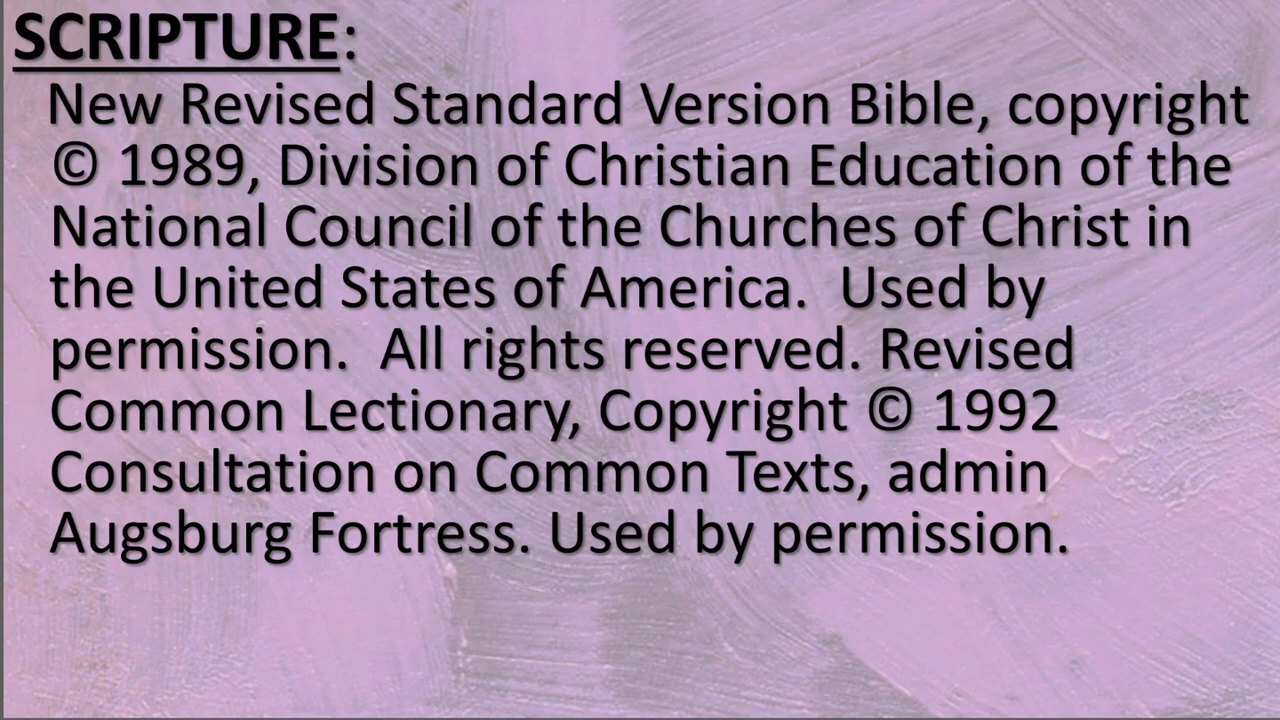 SCRIPTURE:
New Revised Standard Version Bible, copyright
© 1989, Division of Christian Education of the
National Council of the Churches of Christ in
the United States of America.  Used by
permission.  All rights reserved. Revised
Common Lectionary, Copyright © 1992
Consultation on Common Texts, admin
Augsburg Fortress. Used by permission.